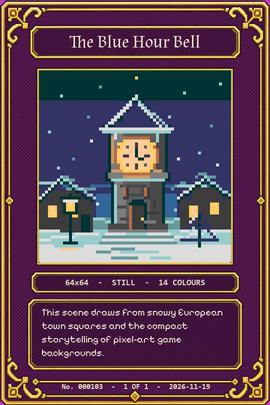 The Blue Hour Bell
64x64 - STILL - 14 COLOURS
This scene draws from snowy European
town squares and the compact
storytelling of pixel-art game
backgrounds.
No. 000103 - 1 OF 1 - 2026-11-19